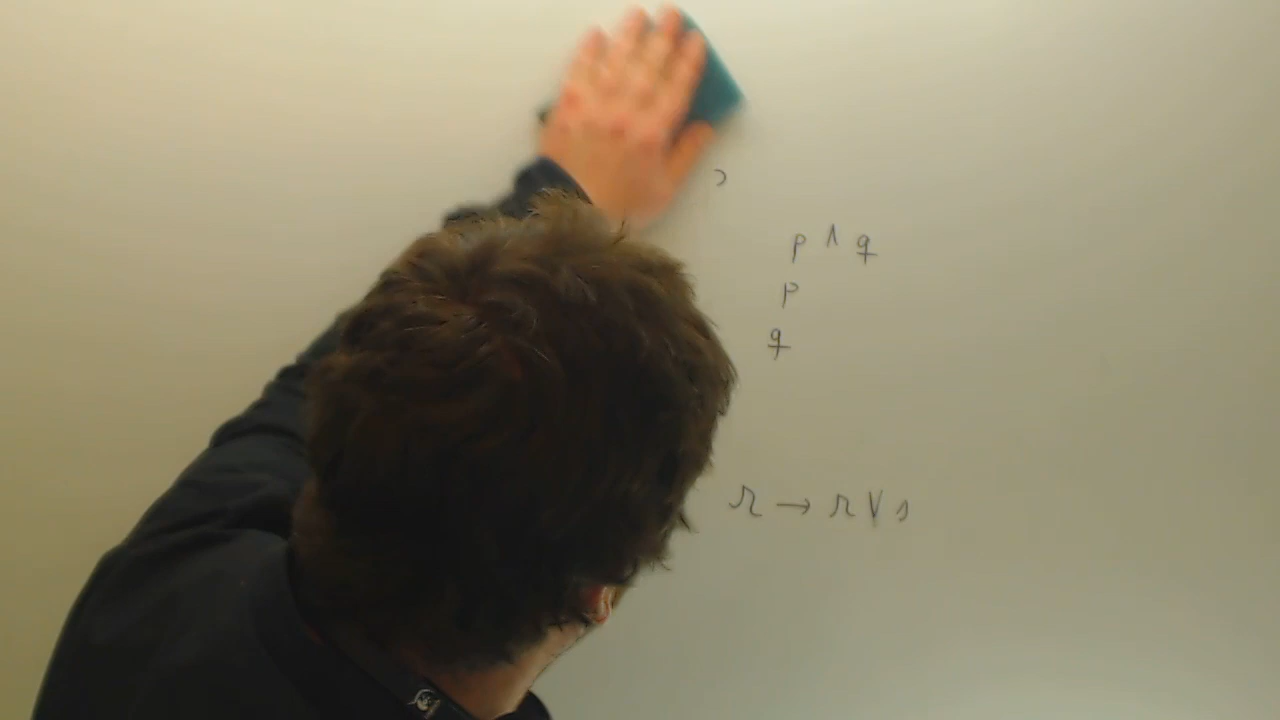 p ∧ q
p
q
r → r ∨ s